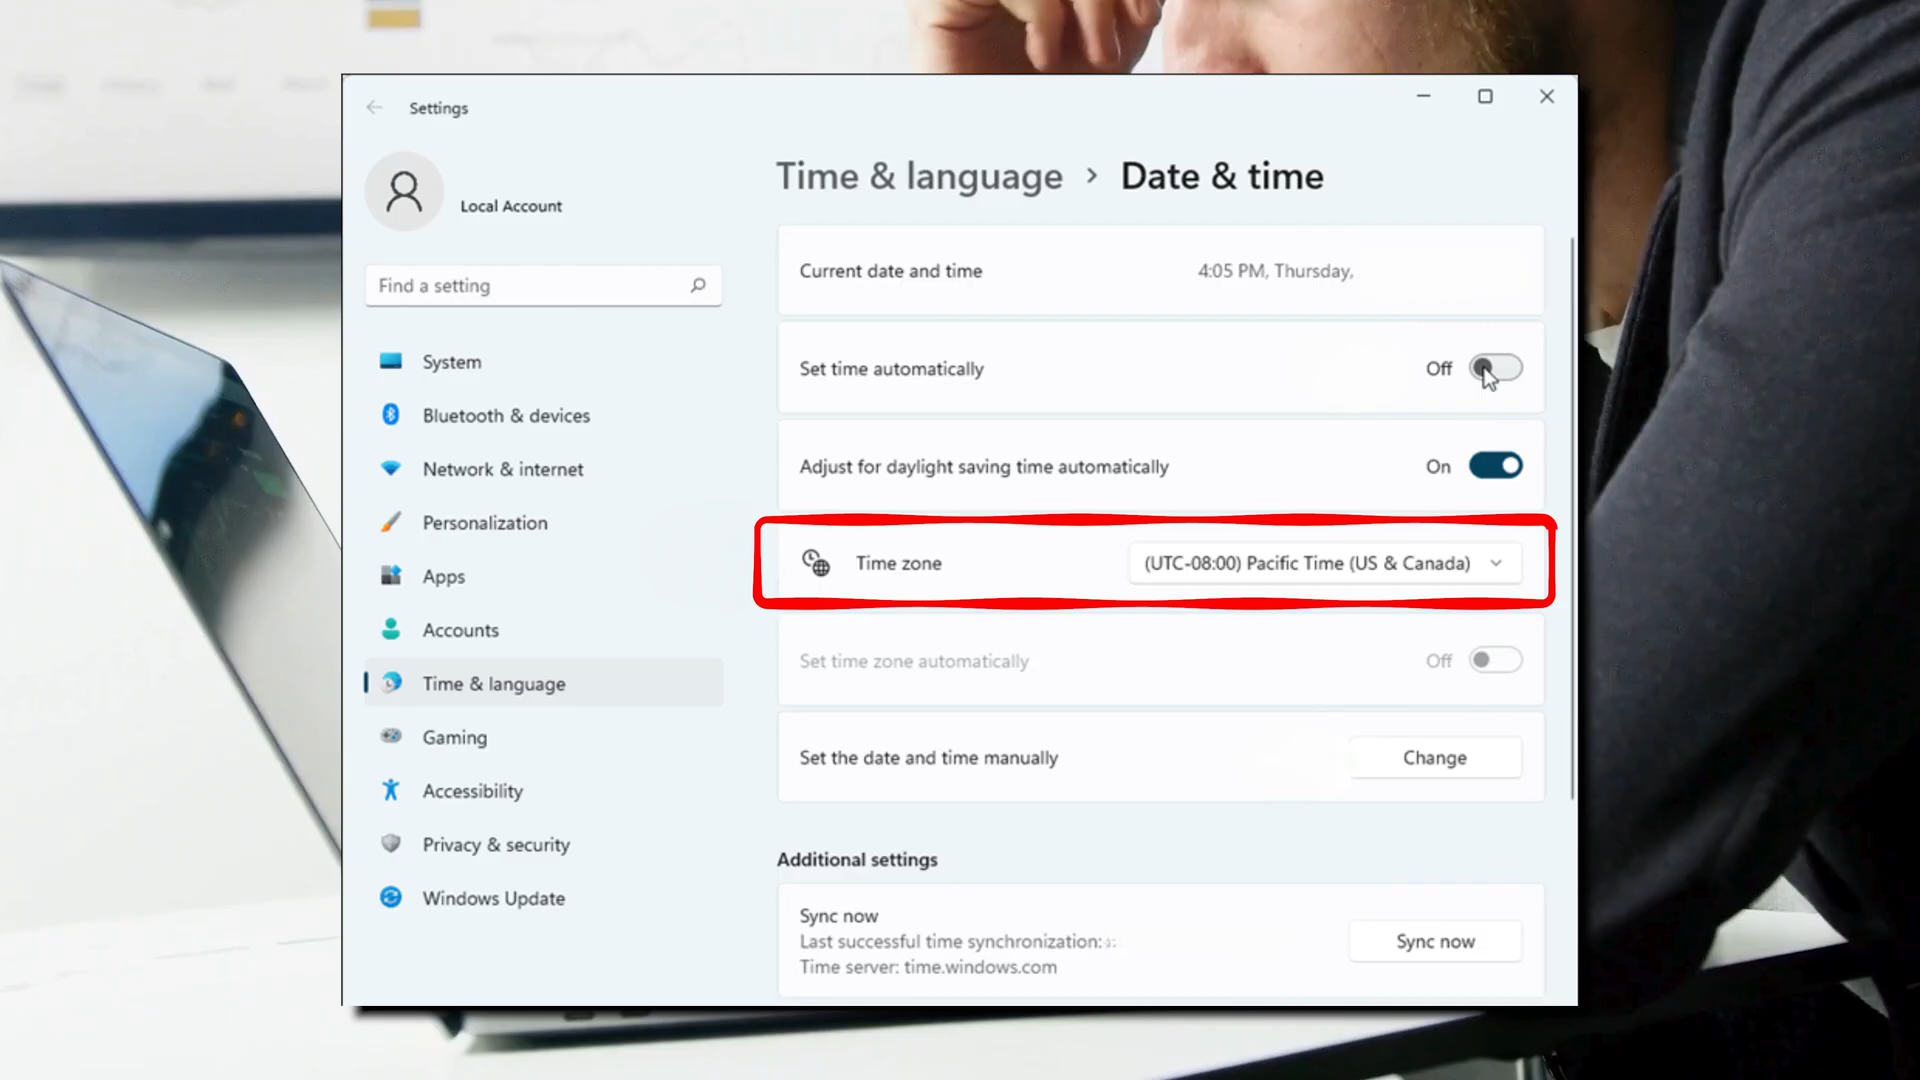 Settings
Local Account
Find a setting
System
Bluetooth & devices
Network & internet
Personalization
Apps
Accounts
Time & language
Gaming
Accessibility
Privacy & security
Windows Update
Time & language > Date & time
Current date and time 4:05 PM, Thursday,
Set time automatically Off
Adjust for daylight saving time automatically On
Time zone (UTC-08:00) Pacific Time (US & Canada)
Set time zone automatically Off
Set the date and time manually Change
Additional settings
Sync now
Last successful time synchronization:
Time server: time.windows.com
Sync now